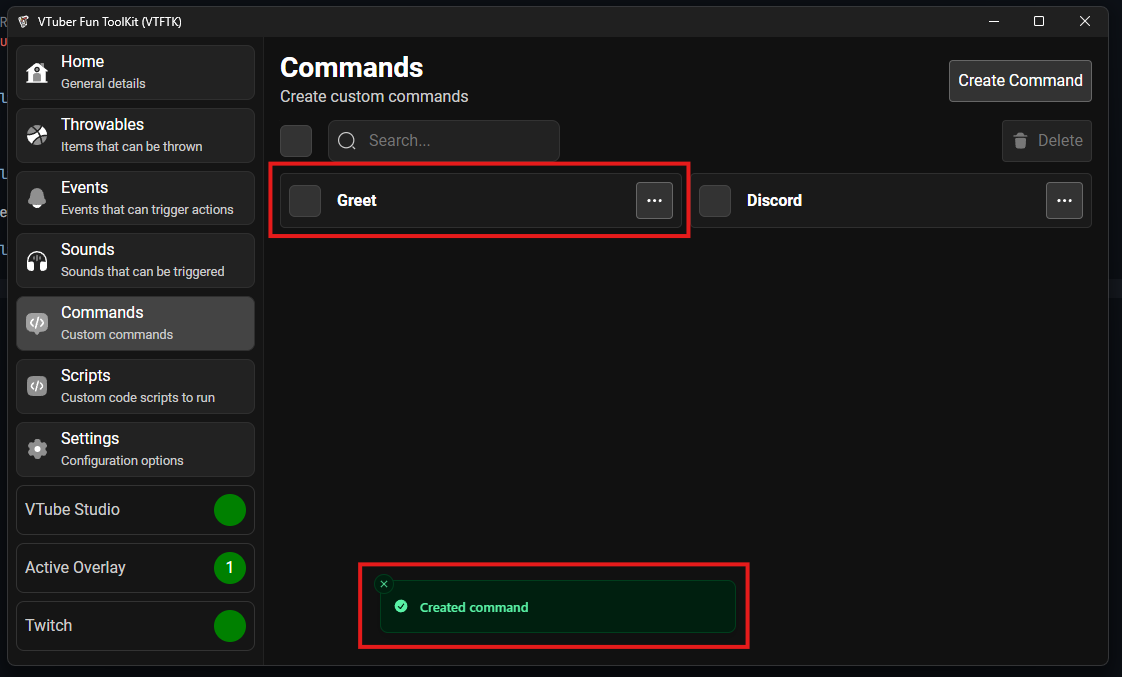 VTuber Fun ToolKit (VTFTK)
Home
General details
Throwables
Items that can be thrown
Events
Events that can trigger actions
Sounds
Sounds that can be triggered
Commands
Custom commands
Scripts
Custom code scripts to run
Settings
Configuration options
VTube Studio
Active Overlay
1
Twitch
Commands
Create custom commands
Create Command
Search...
Delete
Greet
Discord
Created command